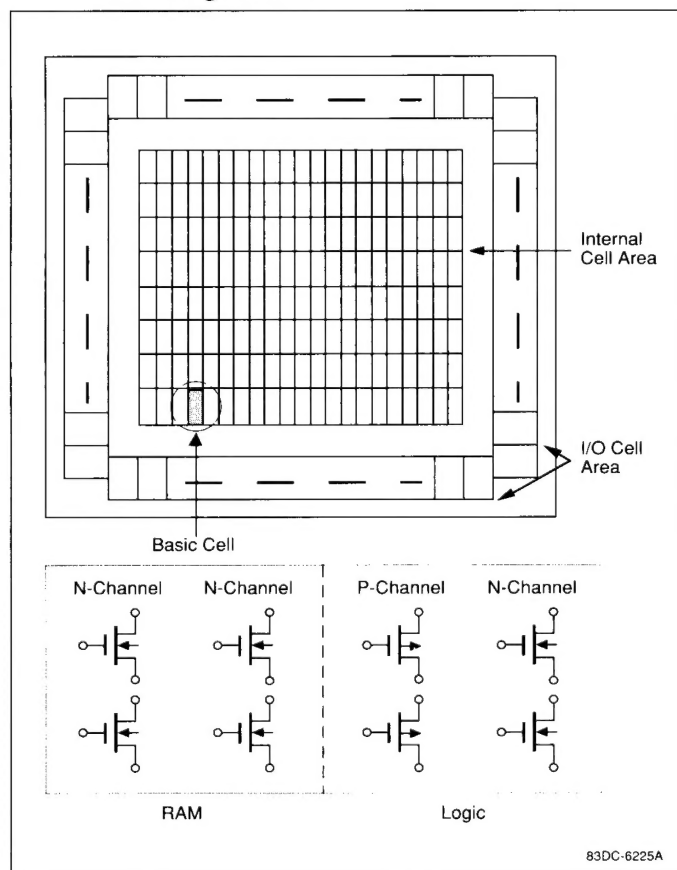 Internal
Cell Area
I/O Cell
Area
Basic Cell
N-Channel N-Channel P-Channel N-Channel
RAM Logic
83DC-6225A